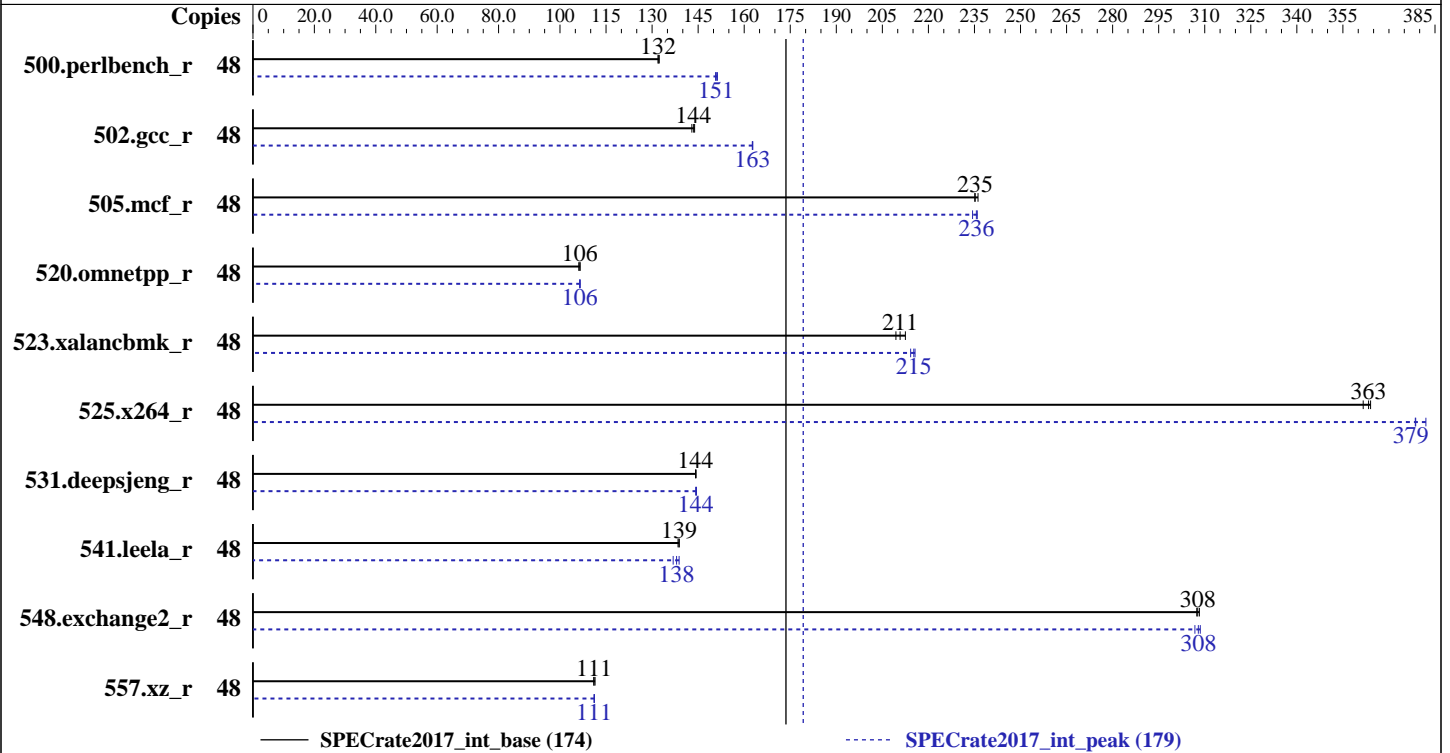 Copies 0 20.0 40.0 60.0 80.0 100 115 130 145 160 175 190 205 220 235 250 265 280 295 310 325 340 355 385
132
500.perlbench_r 48
151
144
502.gcc_r 48
163
235
505.mcf_r 48
236
106
520.omnetpp_r 48
106
211
523.xalancbmk_r 48
215
363
525.x264_r 48
379
144
531.deepsjeng_r 48
144
139
541.leela_r 48
138
308
548.exchange2_r 48
308
111
557.xz_r 48
111
SPECrate2017_int_base (174) SPECrate2017_int_peak (179)